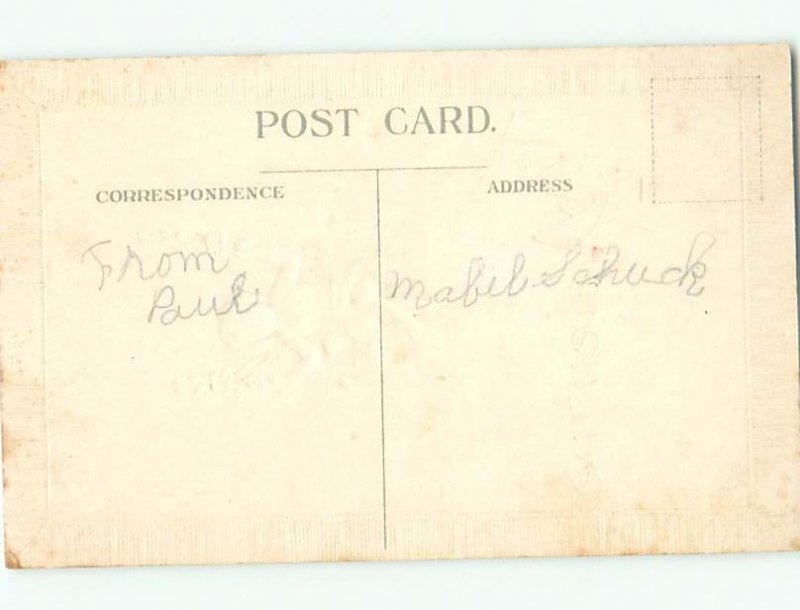 POST CARD.
CORRESPONDENCE
ADDRESS
From
Paul
Mabel Schuck